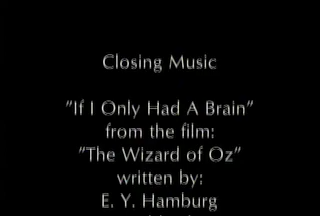 Closing Music
"If I Only Had A Brain"
from the film:
"The Wizard of Oz"
written by:
E. Y. Hamburg